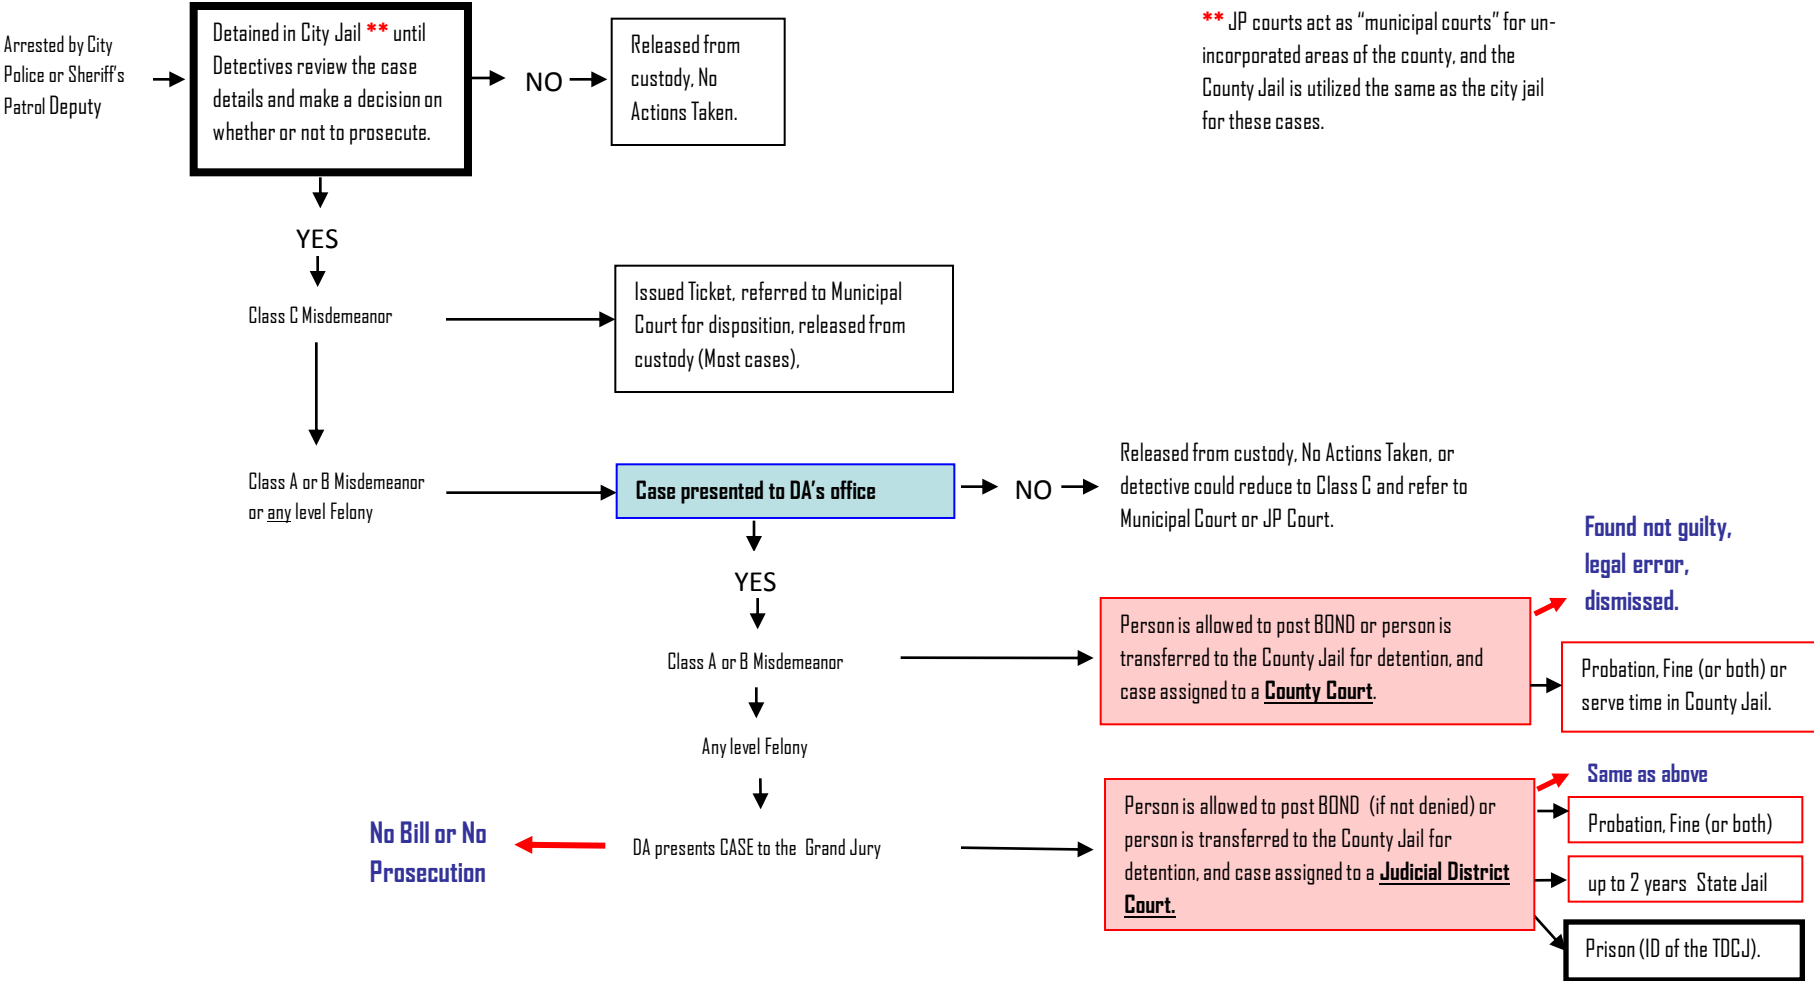 Arrested by City
Police or Sheriff's
Patrol Deputy
Detained in City Jail ** until
Detectives review the case
details and make a decision on
whether or not to prosecute.
NO
Released from
custody, No
Actions Taken.
** JP courts act as “municipal courts” for un-
incorporated areas of the county, and the
County Jail is utilized the same as the city jail
for these cases.
YES
Class C Misdemeanor
Issued Ticket, referred to Municipal
Court for disposition, released from
custody (Most cases),
Class A or B Misdemeanor
or any level Felony
Case presented to DA’s office
NO
Released from custody, No Actions Taken, or
detective could reduce to Class C and refer to
Municipal Court or JP Court.
YES
Found not guilty,
legal error,
dismissed.
Class A or B Misdemeanor
Person is allowed to post BOND or person is
transferred to the County Jail for detention, and
case assigned to a County Court.
Probation, Fine (or both) or
serve time in County Jail.
Any level Felony
Same as above
DA presents CASE to the Grand Jury
No Bill or No
Prosecution
Person is allowed to post BOND (if not denied) or
person is transferred to the County Jail for
detention, and case assigned to a Judicial District
Court.
Probation, Fine (or both)
up to 2 years State Jail
Prison (ID of the TDCJ).